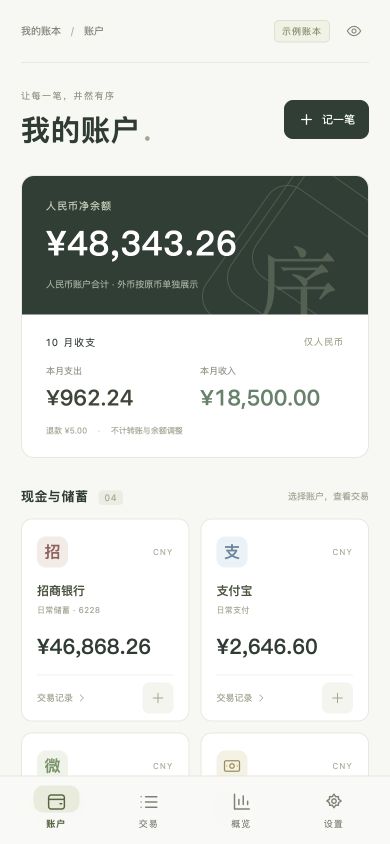 我的账本 / 账户
示例账本
让每一笔，井然有序
我的账户.
记一笔
人民币净余额
¥48,343.26
人民币账户合计 · 外币按原币单独展示
序
10 月收支
仅人民币
本月支出
本月收入
¥962.24
¥18,500.00
退款 ¥5.00 · 不计转账与余额调整
现金与储蓄 04
选择账户，查看交易
招
CNY
招商银行
日常储蓄 · 6228
¥46,868.26
交易记录
支
CNY
支付宝
日常支付
¥2,646.60
交易记录
微
CNY
CNY
账户
交易
概览
设置